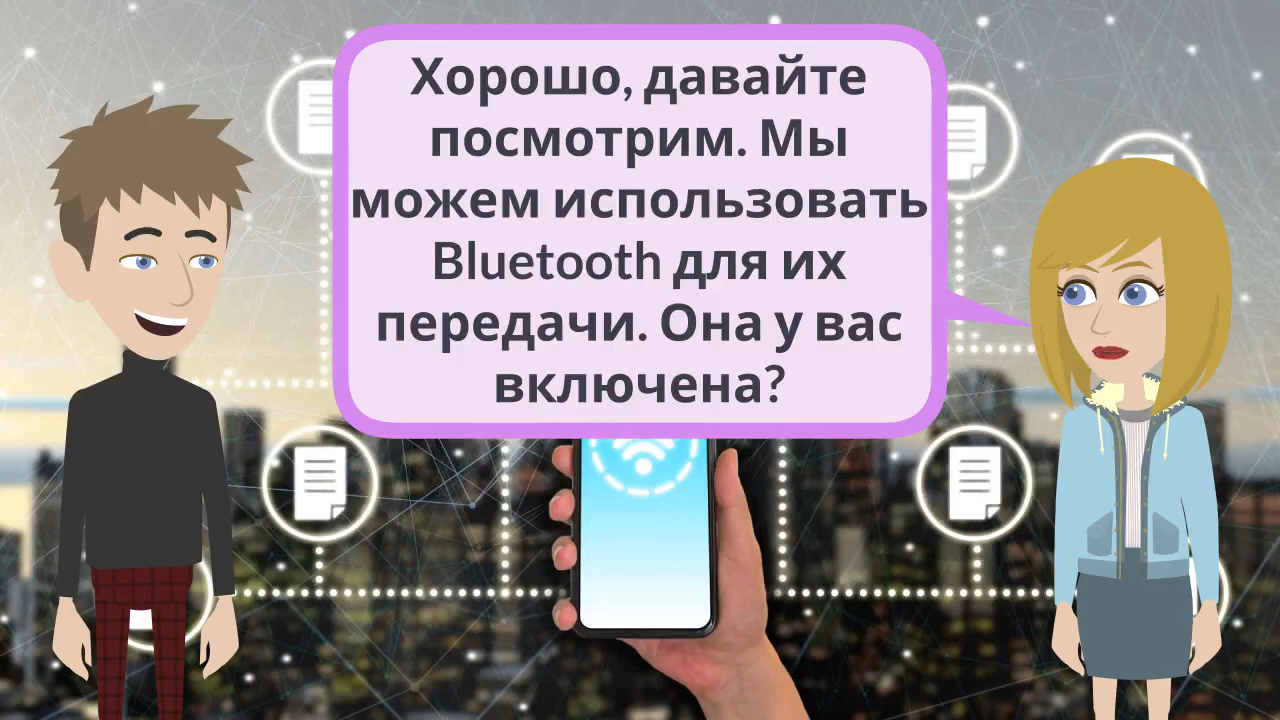 Хорошо, давайте
посмотрим. Мы
можем использовать
Bluetooth для их
передачи. Она у вас
включена?